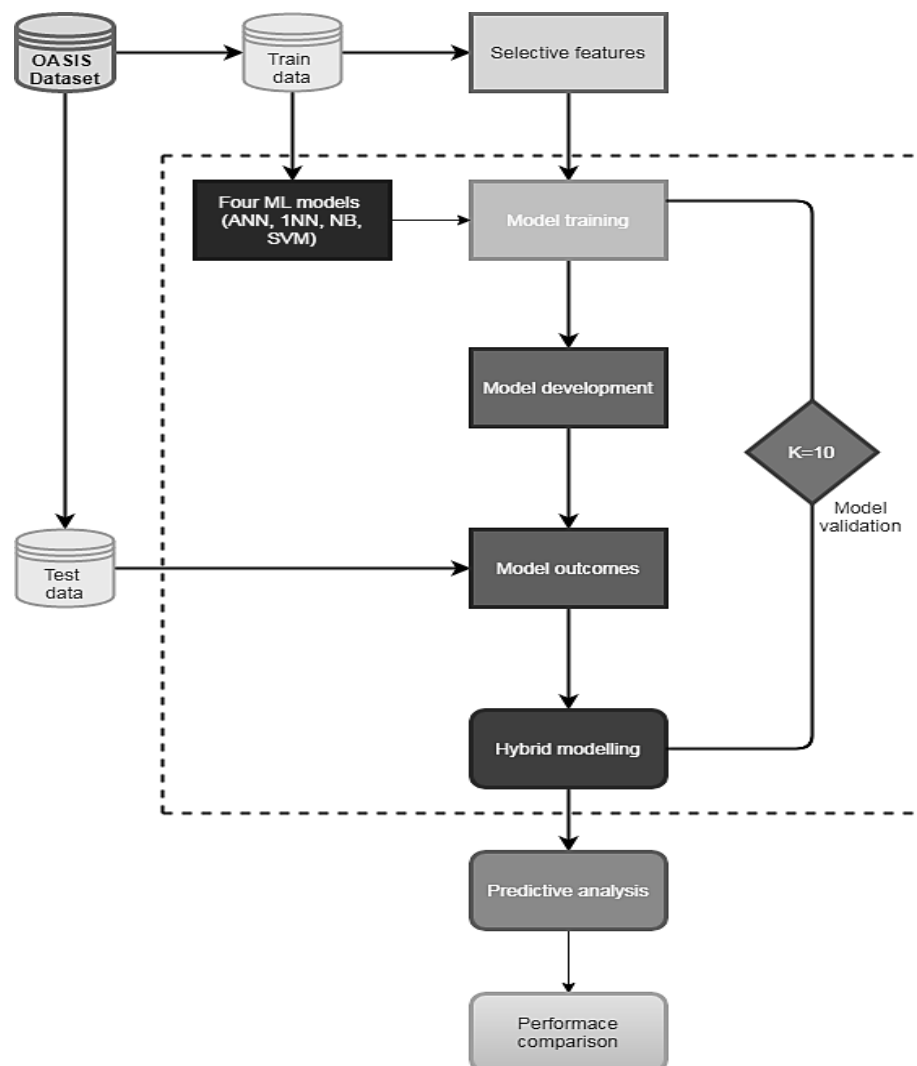 OASIS
Dataset
Train
data
Selective features
Four ML models
(ANN, 1NN, NB,
SVM)
Model training
Model development
K=10
Model
validation
Test
data
Model outcomes
Hybrid modelling
Predictive analysis
Performace
comparison